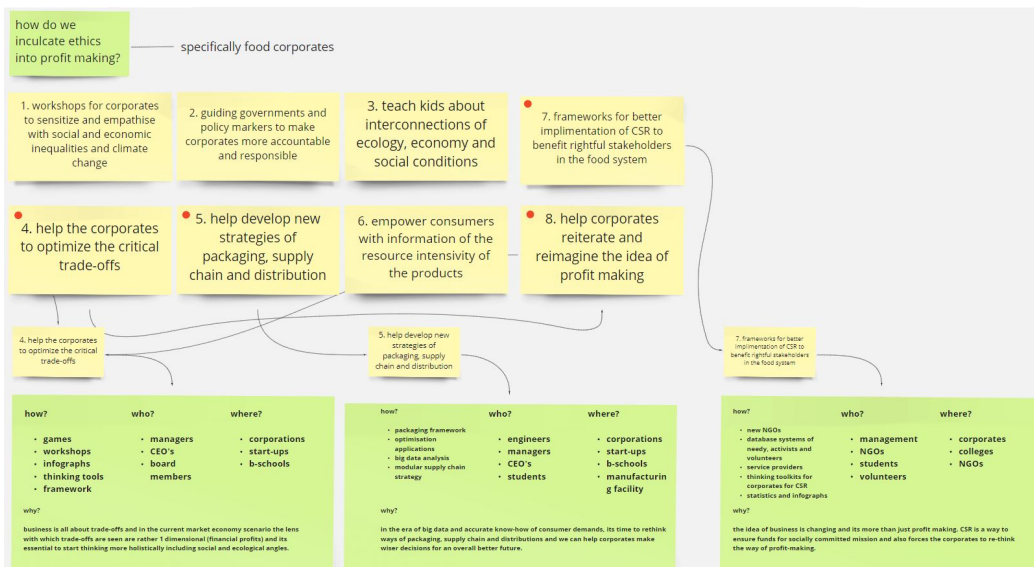 how do we
inculcate ethics
into profit making?
specifically food corporates
1. workshops for corporates
to sensitize and empathise
with social and economic
inequalities and climate
change
2. guiding governments and
policy markers to make
corporates more accountable
and responsible
3. teach kids about
interconnections of
ecology, economy and
social conditions
7. frameworks for better
implimentation of CSR to
benefit rightful stakeholders
in the food system
4. help the corporates
to optimize the critical
trade-offs
5. help develop new
strategies of
packaging, supply
chain and distribution
6. empower consumers
with information of the
resource intensivity of
the products
8. help corporates
reiterate and
reimagine the idea of
profit making
4. help the corporates
to optimize the critical
trade-offs
5. help develop new
strategies of
packaging, supply
chain and distribution
7. frameworks for better
implimentation of CSR to
benefit rightful stakeholders
in the food system
how?
• games
• workshops
• infographs
• thinking tools
• framework
who?
• managers
• CEO's
• board
members
where?
• corporations
• start-ups
• b-schools
why?
business is all about trade-offs and in the current market economy scenario the lens
with which trade-offs are seen are rather 1 dimensional (financial profits) and its
essential to start thinking more holistically including social and ecological angles.
how?
• packaging framework
• optimisation
applications
• big data analysis
• modular supply chain
strategy
who?
• engineers
• managers
• CEO's
• students
where?
• corporations
• start-ups
• b-schools
• manufacturin
g facility
why?
in the era of big data and accurate know-how of consumer demands, its time to rethink
ways of packaging, supply chain and distributions and we can help corporates make
wiser decisions for an overall better future.
how?
• new NGOs
• database systems of
needy, activists and
volunteers
• service providers
• thinking toolkits for
corporates for CSR
• statistics and infographs
who?
• management
• NGOs
• students
• volunteers
where?
• corporates
• colleges
• NGOs
why?
the idea of business is changing and its more than just profit making. CSR is a way to
ensure funds for socially committed mission and also forces the corporates to re-think
the way of profit-making.